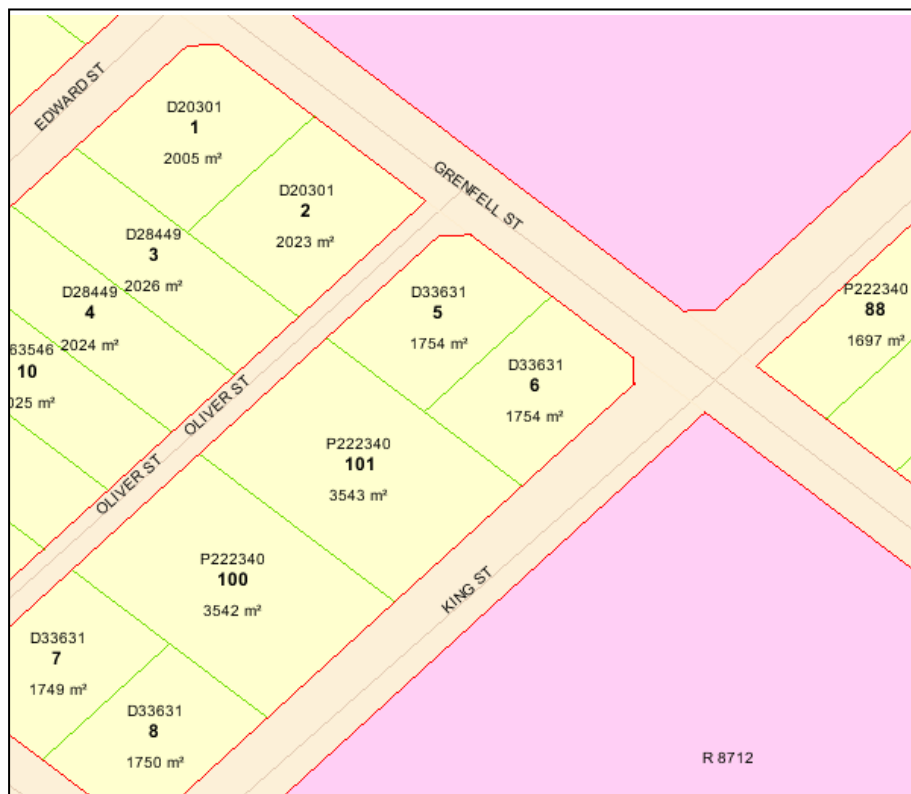 EDWARD ST
D20301
1
2005 m²
GRENFELL ST
D20301
2
2023 m²
D28449
3
2026 m²
D28449
4
2024 m²
63546
10
025 m²
D33631
5
1754 m²
D33631
6
1754 m²
P222340
88
1697 m²
OLIVER ST
OLIVER ST
P222340
101
3543 m²
P222340
100
3542 m²
KING ST
D33631
7
1749 m²
D33631
8
1750 m²
R 8712